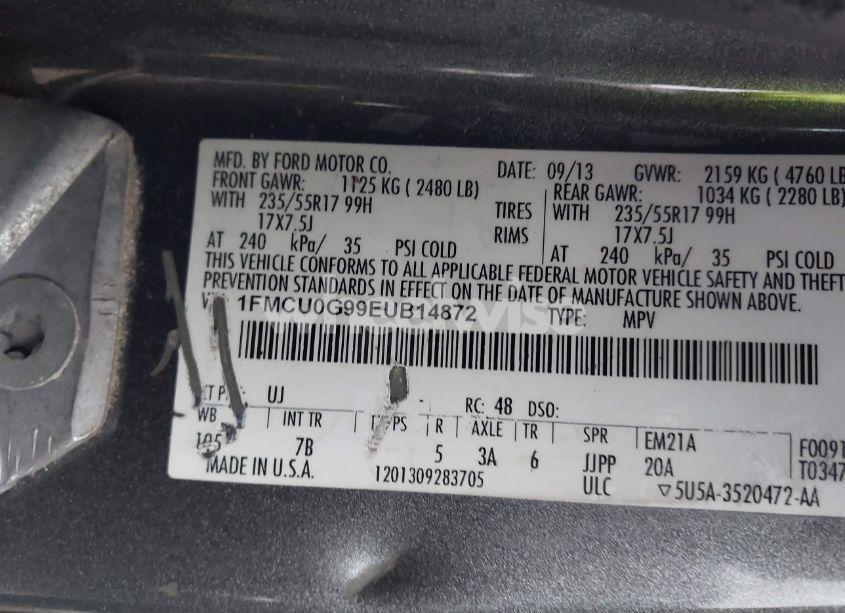 MFD. BY FORD MOTOR CO. DATE: 09/13 GVWR: 2159 KG ( 4760 LB
FRONT GAWR: 1125 KG ( 2480 LB) REAR GAWR: 1034 KG ( 2280 LB)
WITH 235/55R17 99H TIRES WITH 235/55R17 99H
17X7.5J RIMS 17X7.5J
AT 240 kPa/ 35 PSI COLD AT 240 kPa/ 35 PSI COLD
THIS VEHICLE CONFORMS TO ALL APPLICABLE FEDERAL MOTOR VEHICLE SAFETY AND THEFT
PREVENTION STANDARDS IN EFFECT ON THE DATE OF MANUFACTURE SHOWN ABOVE.
1FMCU0G99EUB14872 TYPE: MPV
UJ RC: 48 DSO:
WB INT TR R AXLE TR SPR EM21A F0091
105 7B 5 3A 6 JJPP 20A T0347
MADE IN U.S.A. 1201309283705 ULC ▽5U5A-3520472-AA